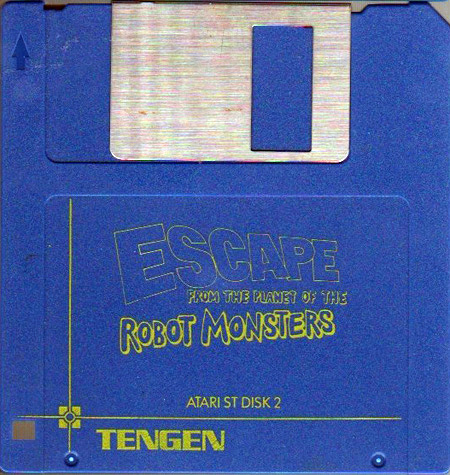 ESCAPE
FROM THE PLANET OF THE
ROBOT MONSTERS
ATARI ST DISK 2
TENGEN